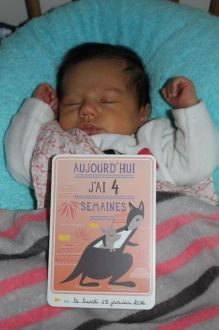 AUJOURD'HUI
J'AI 4
SEMAINES
le lundi 25 janvier 2016